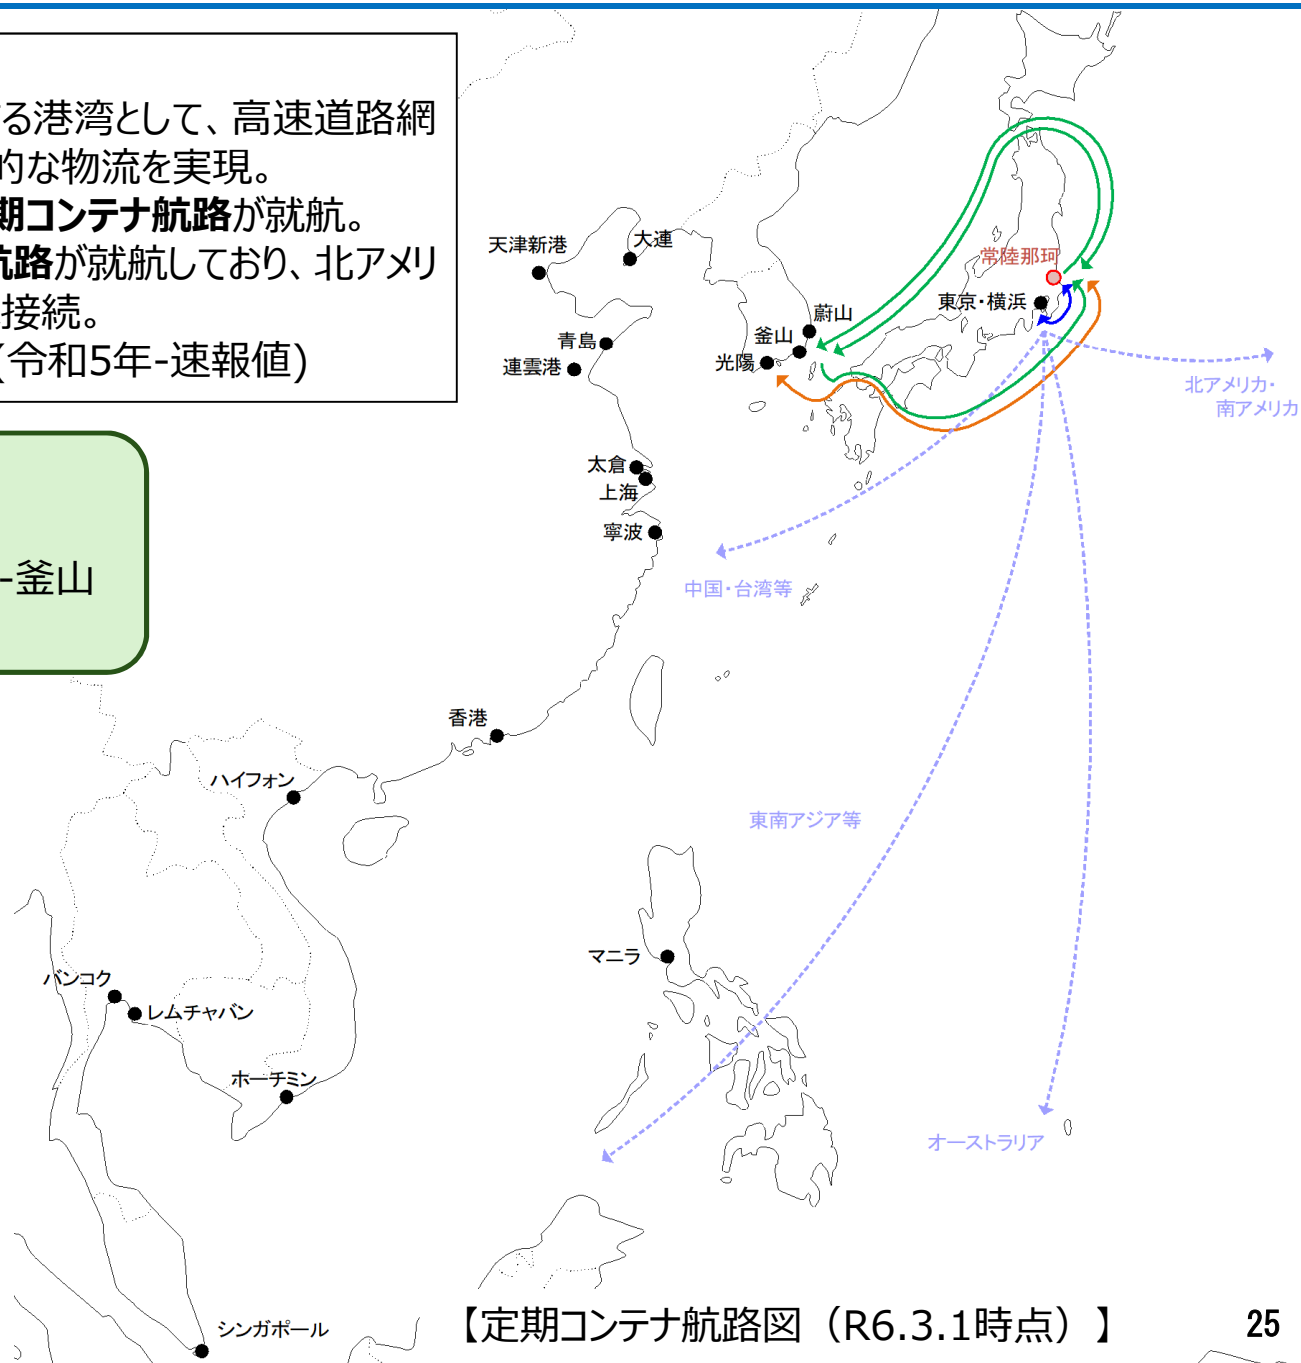 る港湾として、高速道路網
的な物流を実現。
期コンテナ航路が就航。
航路が就航しており、北アメリ
接続。
(令和5年-速報値)
-釜山
天津新港
大連
青島
連雲港
蔚山
釜山
光陽
常陸那珂
東京・横浜
北アメリカ・
南アメリカ
太倉
上海
寧波
中国・台湾等
香港
ハイフォン
東南アジア等
マニラ
バンコク
レムチャバン
ホーチミン
オーストラリア
シンガポール
【定期コンテナ航路図（R6.3.1時点）】
25